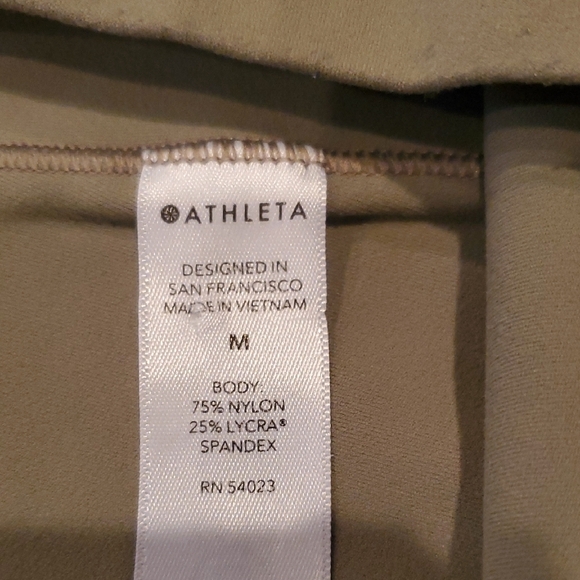 ATHLETA
DESIGNED IN
SAN FRANCISCO
MADE IN VIETNAM
M
BODY:
75% NYLON
25% LYCRA®
SPANDEX
RN 54023